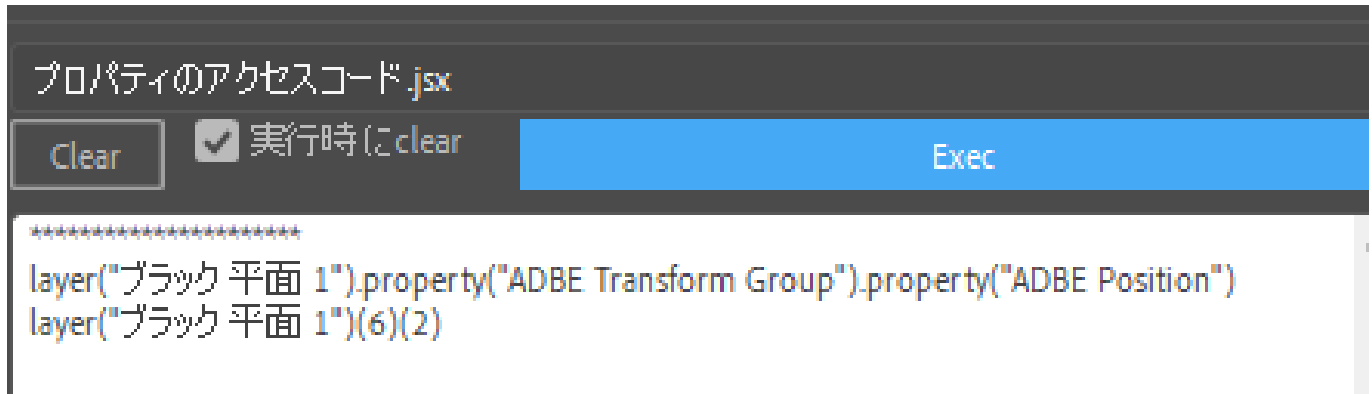 プロパティのアクセスコード.jsx
Clear
実行時にclear
Exec
***********************
layer("ブラック 平面 1").property("ADBE Transform Group").property("ADBE Position")
layer("ブラック 平面 1")(6)(2)